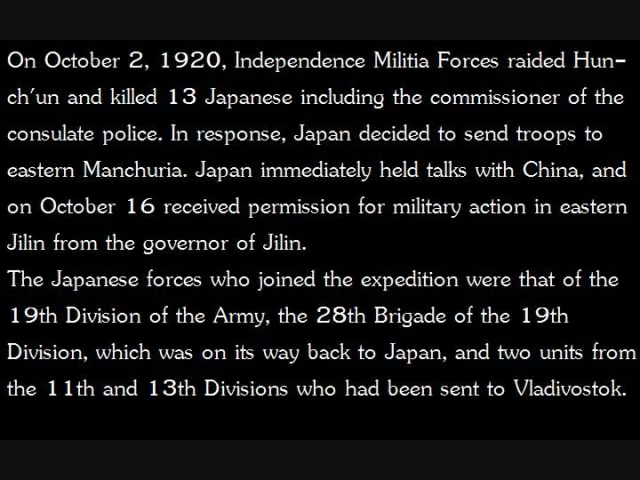 On October 2, 1920, Independence Militia Forces raided Hun-
ch'un and killed 13 Japanese including the commissioner of the
consulate police. In response, Japan decided to send troops to
eastern Manchuria. Japan immediately held talks with China, and
on October 16 received permission for military action in eastern
Jilin from the governor of Jilin.
The Japanese forces who joined the expedition were that of the
19th Division of the Army, the 28th Brigade of the 19th
Division, which was on its way back to Japan, and two units from
the 11th and 13th Divisions who had been sent to Vladivostok.